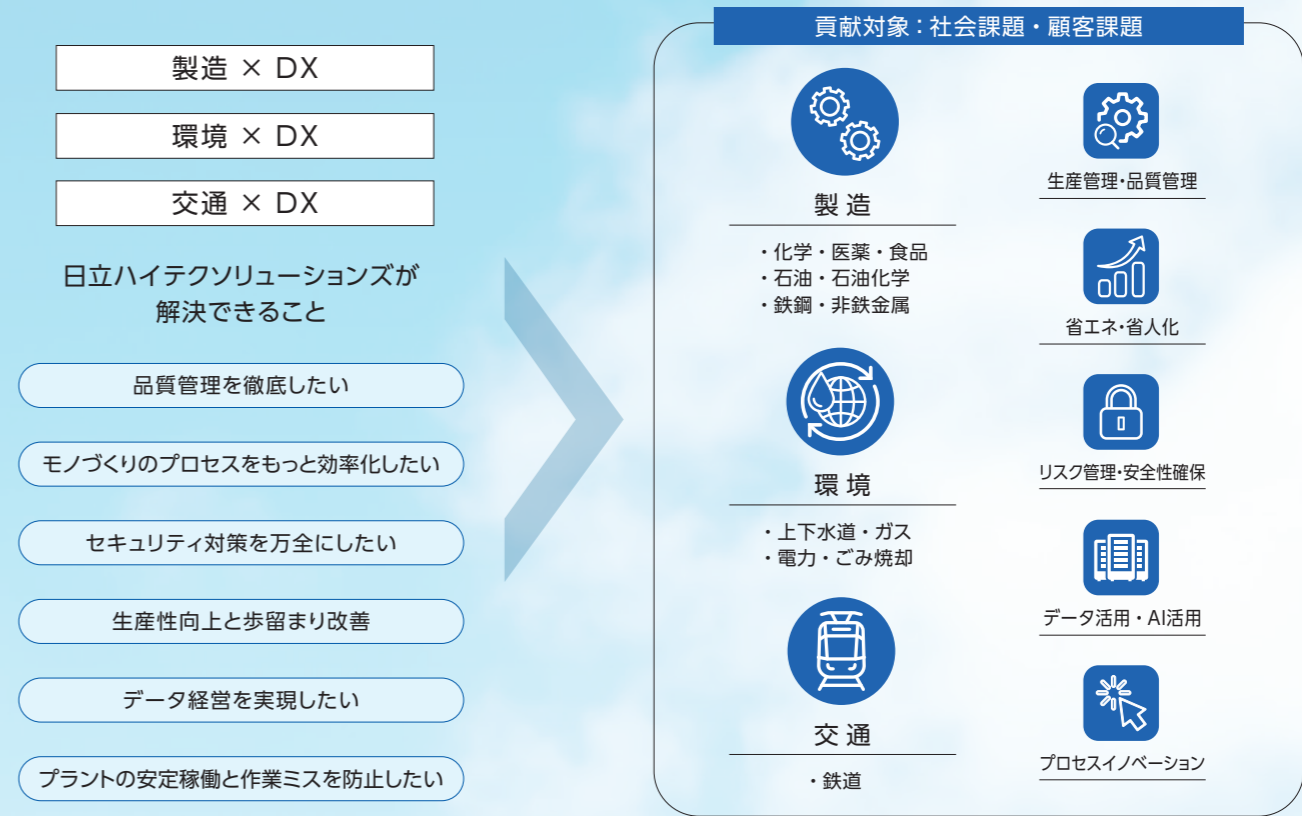 製造 × DX
環境 × DX
交通 × DX
日立ハイテクソリューションズが
解決できること
品質管理を徹底したい
モノづくりのプロセスをもっと効率化したい
セキュリティ対策を万全にしたい
生産性向上と歩留まり改善
データ経営を実現したい
プラントの安定稼働と作業ミスを防止したい
貢献対象：社会課題・顧客課題
製造
・化学・医薬・食品
・石油・石油化学
・鉄鋼・非鉄金属
環境
・上下水道・ガス
・電力・ごみ焼却
交通
・鉄道
生産管理・品質管理
省エネ・省人化
リスク管理・安全性確保
データ活用・AI活用
プロセスイノベーション